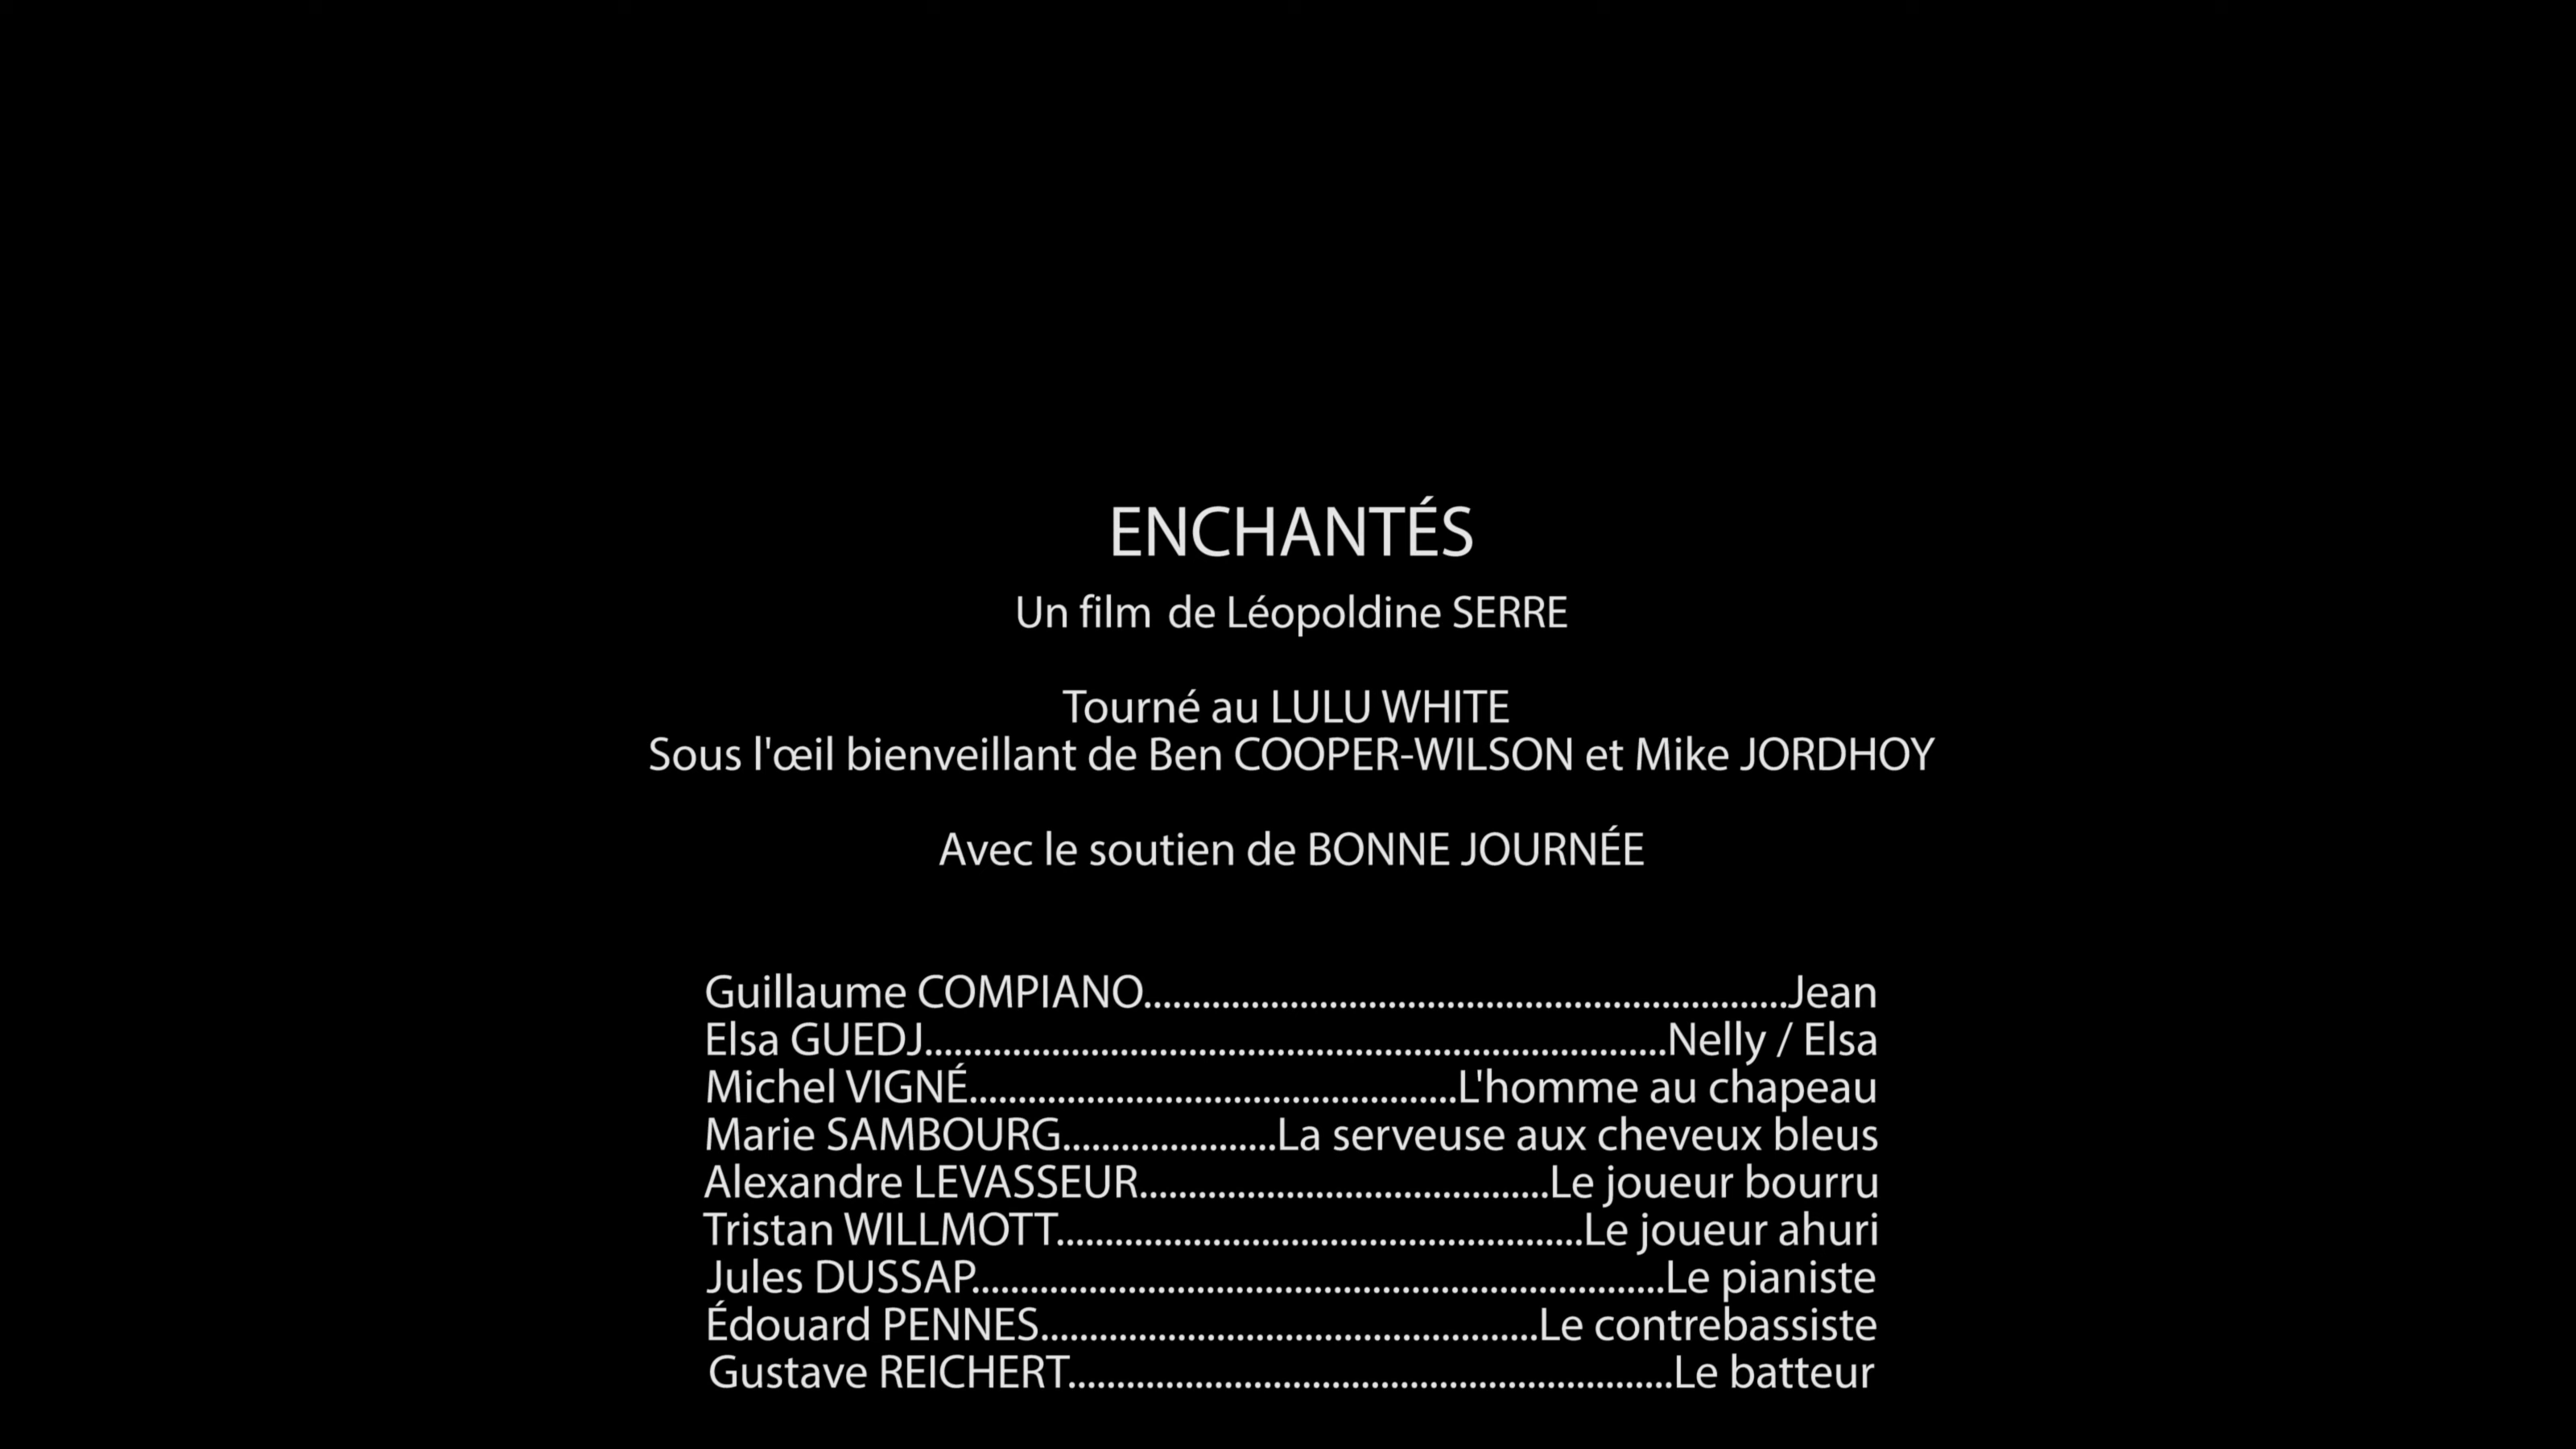 ENCHANTÉS
Un film de Léopoldine SERRE
Tourné au LULU WHITE
Sous l'œil bienveillant de Ben COOPER-WILSON et Mike JORDHOY
Avec le soutien de BONNE JOURNÉE
Guillaume COMPIANO..................................................................Jean
Elsa GUEDJ............................................................................Nelly / Elsa
Michel VIGNÉ..................................................L'homme au chapeau
Marie SAMBOURG......................La serveuse aux cheveux bleus
Alexandre LEVASSEUR..........................................Le joueur bourru
Tristan WILLMOTT......................................................Le joueur ahuri
Jules DUSSAP.......................................................................Le pianiste
Édouard PENNES...................................................Le contrebassiste
Gustave REICHERT..............................................................Le batteur